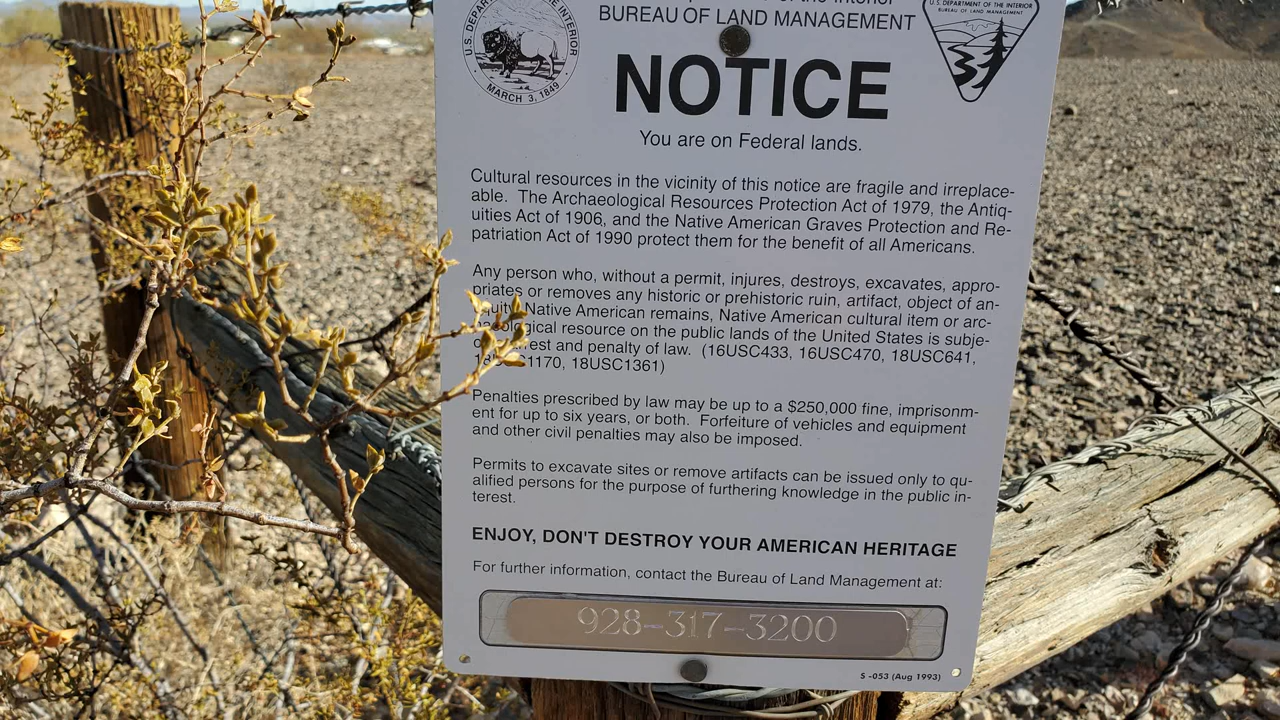 BUREAU OF LAND MANAGEMENT
U.S. DEPARTMENT OF THE INTERIOR
MARCH 3, 1849
U.S. DEPARTMENT OF THE INTERIOR
BUREAU OF LAND MANAGEMENT
NOTICE
You are on Federal lands.
Cultural resources in the vicinity of this notice are fragile and irreplace-
able. The Archaeological Resources Protection Act of 1979, the Antiq-
uities Act of 1906, and the Native American Graves Protection and Re-
patriation Act of 1990 protect them for the benefit of all Americans.
Any person who, without a permit, injures, destroys, excavates, appro-
priates or removes any historic or prehistoric ruin, artifact, object of an-
Native American remains, Native American cultural item or arc-
resource on the public lands of the United States is subje-
and penalty of law. (16USC433, 16USC470, 18USC641,
18USC1361)
Penalties prescribed by law may be up to a $250,000 fine, imprisonm-
ent for up to six years, or both. Forfeiture of vehicles and equipment
and other civil penalties may also be imposed.
Permits to excavate sites or remove artifacts can be issued only to qu-
alified persons for the purpose of furthering knowledge in the public in-
terest.
ENJOY, DON'T DESTROY YOUR AMERICAN HERITAGE
For further information, contact the Bureau of Land Management at:
928-317-3200
S -053 (Aug 1993)